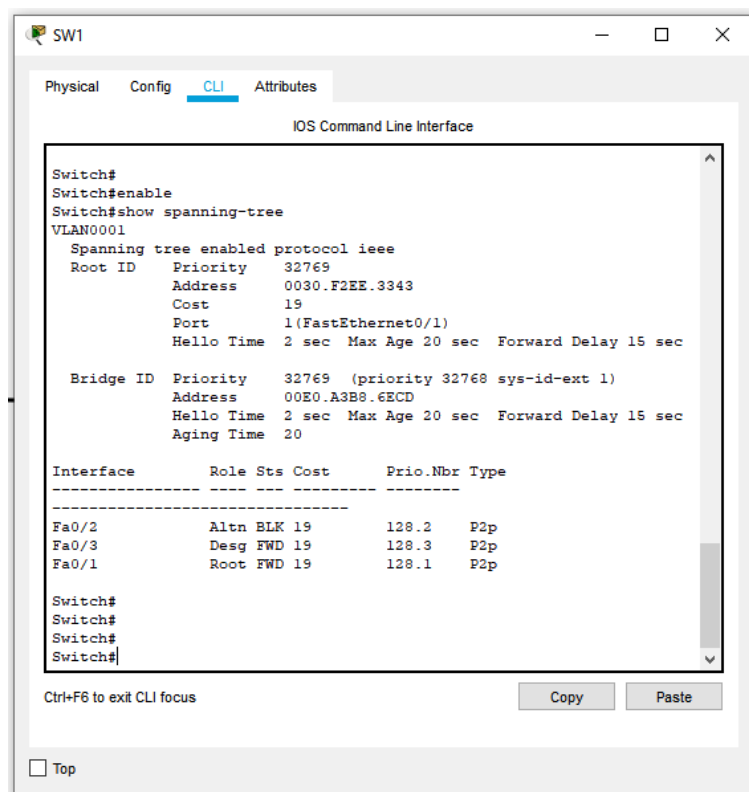 SW1
Physical Config CLI Attributes
IOS Command Line Interface
Switch#
Switch#enable
Switch#show spanning-tree
VLAN0001
  Spanning tree enabled protocol ieee
  Root ID    Priority    32769
             Address     0030.F2EE.3343
             Cost        19
             Port        1(FastEthernet0/1)
             Hello Time  2 sec  Max Age 20 sec  Forward Delay 15 sec
  Bridge ID  Priority    32769  (priority 32768 sys-id-ext 1)
             Address     00E0.A3B8.6ECD
             Hello Time  2 sec  Max Age 20 sec  Forward Delay 15 sec
             Aging Time  20
Interface        Role Sts Cost      Prio.Nbr Type
---------------- ---- --- --------- --------
--------------------------------
Fa0/2            Altn BLK 19        128.2    P2p
Fa0/3            Desg FWD 19        128.3    P2p
Fa0/1            Root FWD 19        128.1    P2p
Switch#
Switch#
Switch#
Switch#
Ctrl+F6 to exit CLI focus Copy Paste
Top